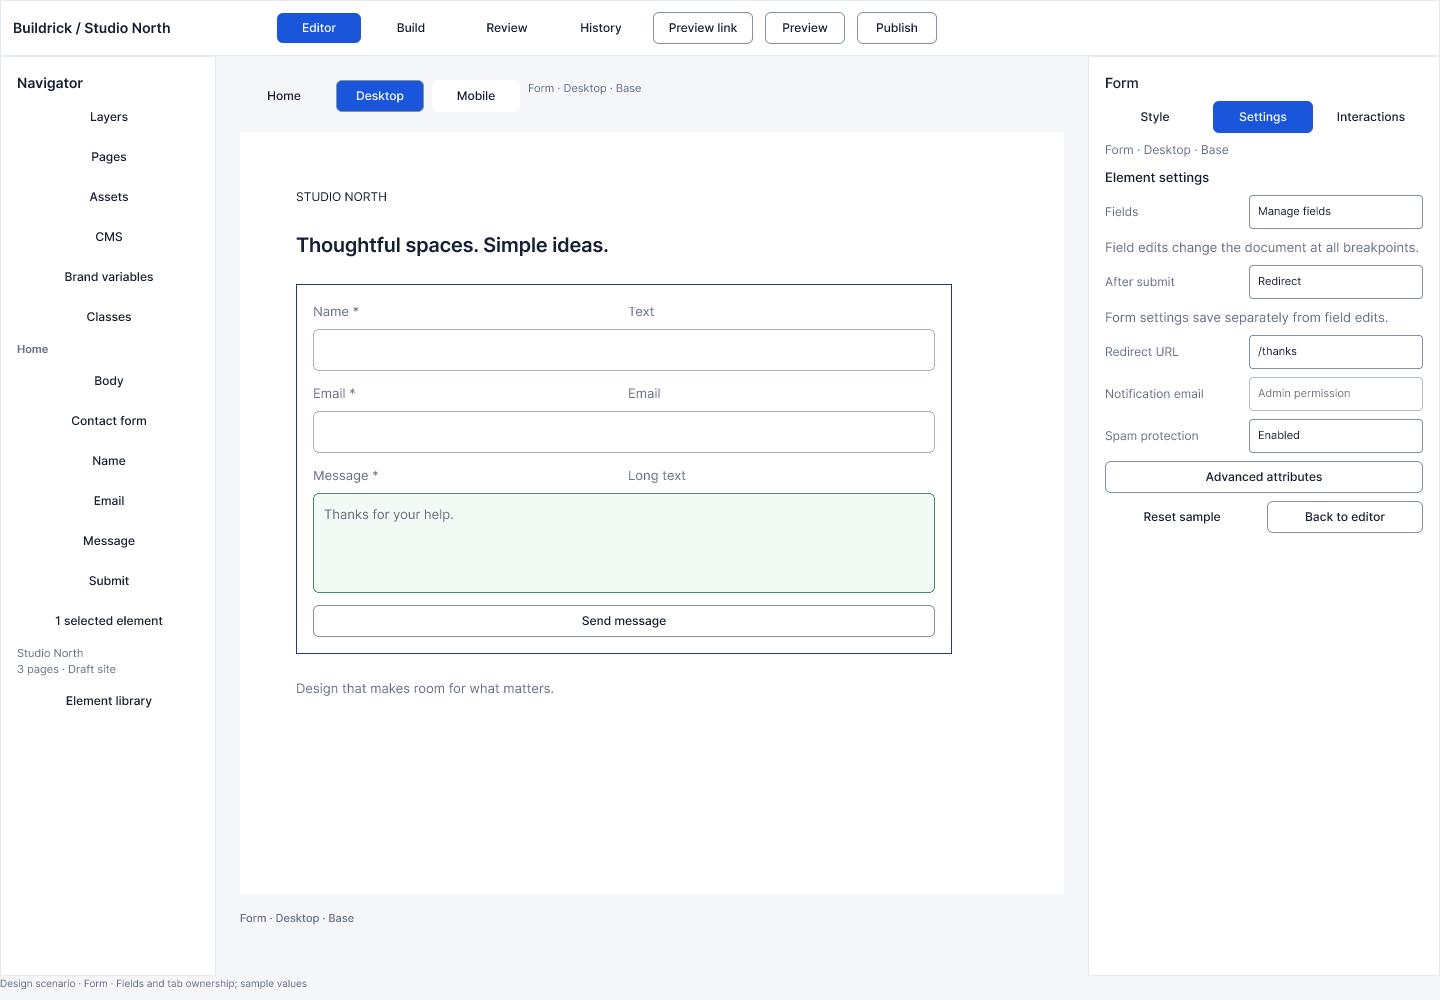 Buildrick / Studio North
Editor
Build
Review
History
Preview link
Preview
Publish
Navigator
Layers
Pages
Assets
CMS
Brand variables
Classes
Home
Body
Contact form
Name
Email
Message
Submit
1 selected element
Studio North
3 pages · Draft site
Element library
Home
Desktop
Mobile
Form · Desktop · Base
STUDIO NORTH
Thoughtful spaces. Simple ideas.
Name *
Text
Email *
Email
Message *
Long text
Thanks for your help.
Send message
Design that makes room for what matters.
Form · Desktop · Base
Form
Style
Settings
Interactions
Form · Desktop · Base
Element settings
Fields
Manage fields
Field edits change the document at all breakpoints.
After submit
Redirect
Form settings save separately from field edits.
Redirect URL
/thanks
Notification email
Admin permission
Spam protection
Enabled
Advanced attributes
Reset sample
Back to editor
Design scenario · Form · Fields and tab ownership; sample values